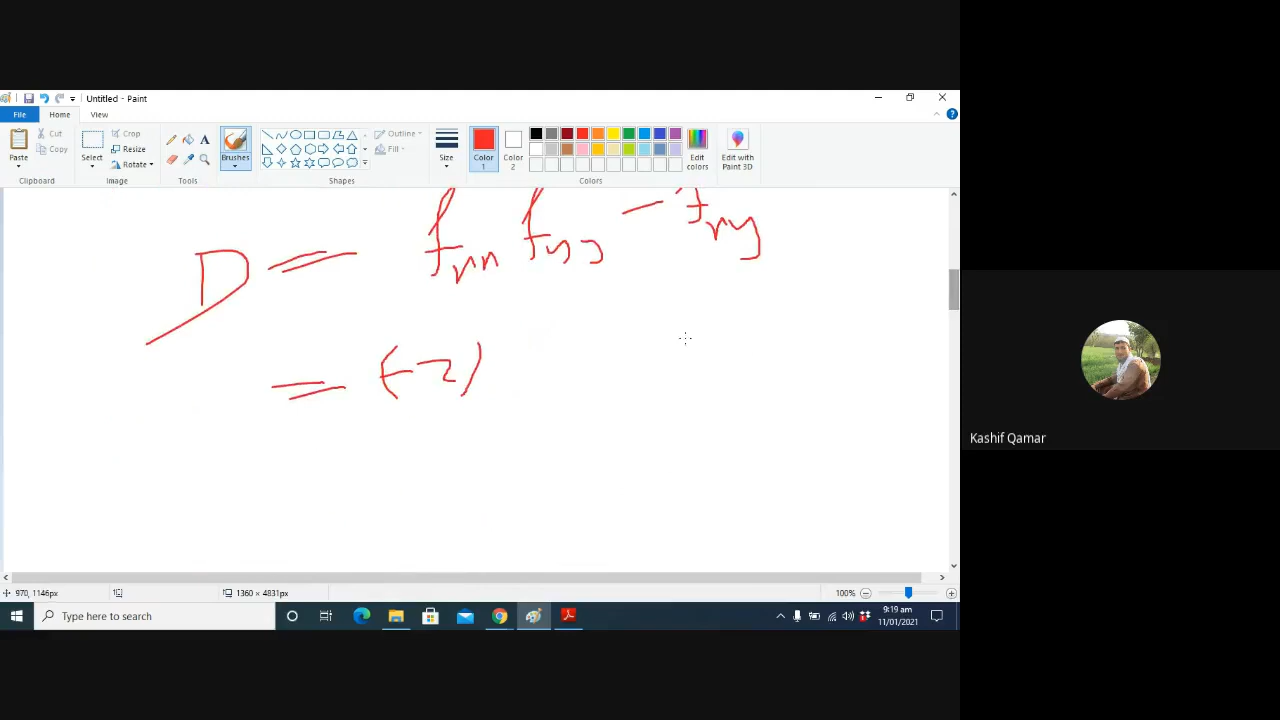 Untitled - Paint
File Home View
Paste
Cut
Copy
Clipboard
Select
Crop
Resize
Rotate
Image
Tools
Brushes
Outline
Fill
Shapes
Size
Color 1
Color 2
Colors
Edit colors
Edit with Paint 3D
D = fxx fyy - fxy
= (-2)
970, 1146px
1360 × 4831px
100%
Type here to search
9:19 am
11/01/2021
Kashif Qamar